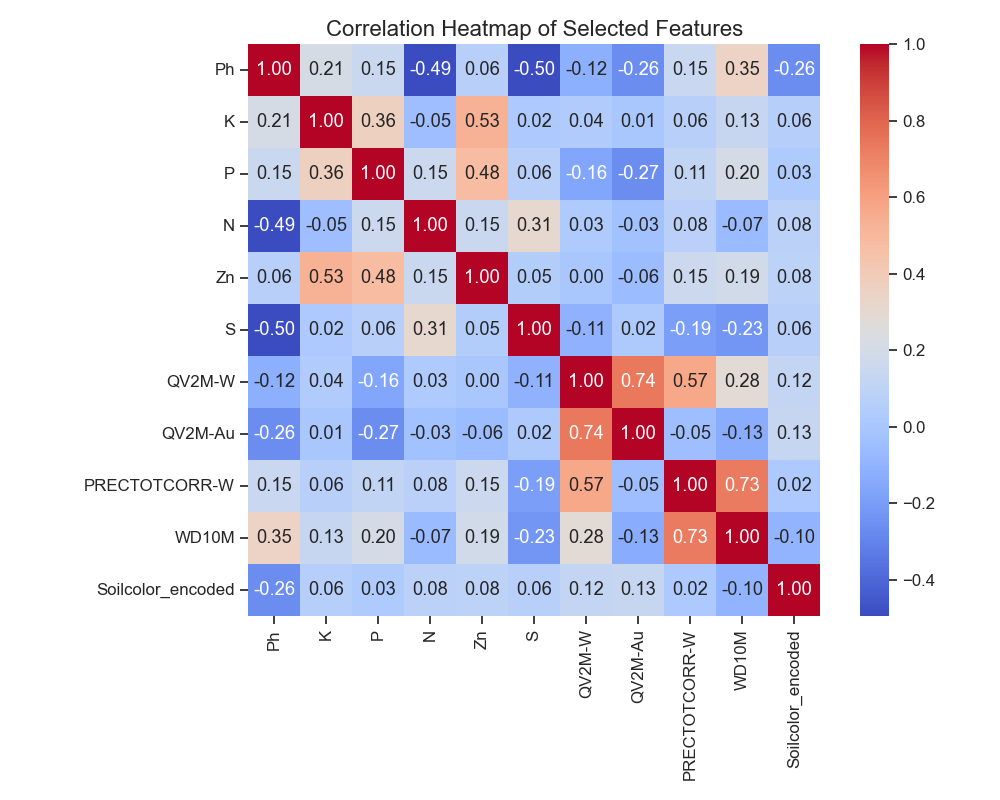 Correlation Heatmap of Selected Features
Ph 1.00 0.21 0.15 -0.49 0.06 -0.50 -0.12 -0.26 0.15 0.35 -0.26
K 0.21 1.00 0.36 -0.05 0.53 0.02 0.04 0.01 0.06 0.13 0.06
P 0.15 0.36 1.00 0.15 0.48 0.06 -0.16 -0.27 0.11 0.20 0.03
N -0.49 -0.05 0.15 1.00 0.15 0.31 0.03 -0.03 0.08 -0.07 0.08
Zn 0.06 0.53 0.48 0.15 1.00 0.05 0.00 -0.06 0.15 0.19 0.08
S -0.50 0.02 0.06 0.31 0.05 1.00 -0.11 0.02 -0.19 -0.23 0.06
QV2M-W -0.12 0.04 -0.16 0.03 0.00 -0.11 1.00 0.74 0.57 0.28 0.12
QV2M-Au -0.26 0.01 -0.27 -0.03 -0.06 0.02 0.74 1.00 -0.05 -0.13 0.13
PRECTOTCORR-W 0.15 0.06 0.11 0.08 0.15 -0.19 0.57 -0.05 1.00 0.73 0.02
WD10M 0.35 0.13 0.20 -0.07 0.19 -0.23 0.28 -0.13 0.73 1.00 -0.10
Soilcolor_encoded -0.26 0.06 0.03 0.08 0.08 0.06 0.12 0.13 0.02 -0.10 1.00
Ph
K
P
N
Zn
S
QV2M-W
QV2M-Au
PRECTOTCORR-W
WD10M
Soilcolor_encoded
1.0
0.8
0.6
0.4
0.2
0.0
−0.2
−0.4